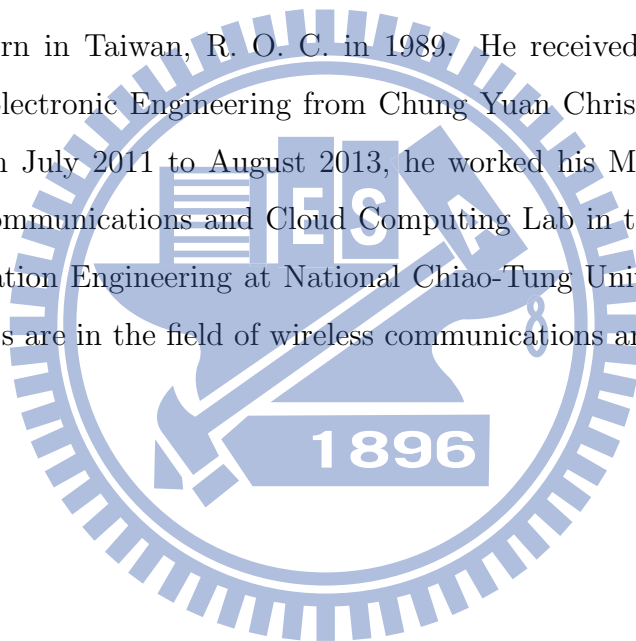 rn in Taiwan, R. O. C. in 1989. He received
lectronic Engineering from Chung Yuan Chris
n July 2011 to August 2013, he worked his M
ommunications and Cloud Computing Lab in t
ation Engineering at National Chiao-Tung Uni
s are in the field of wireless communications an
E S A
1896